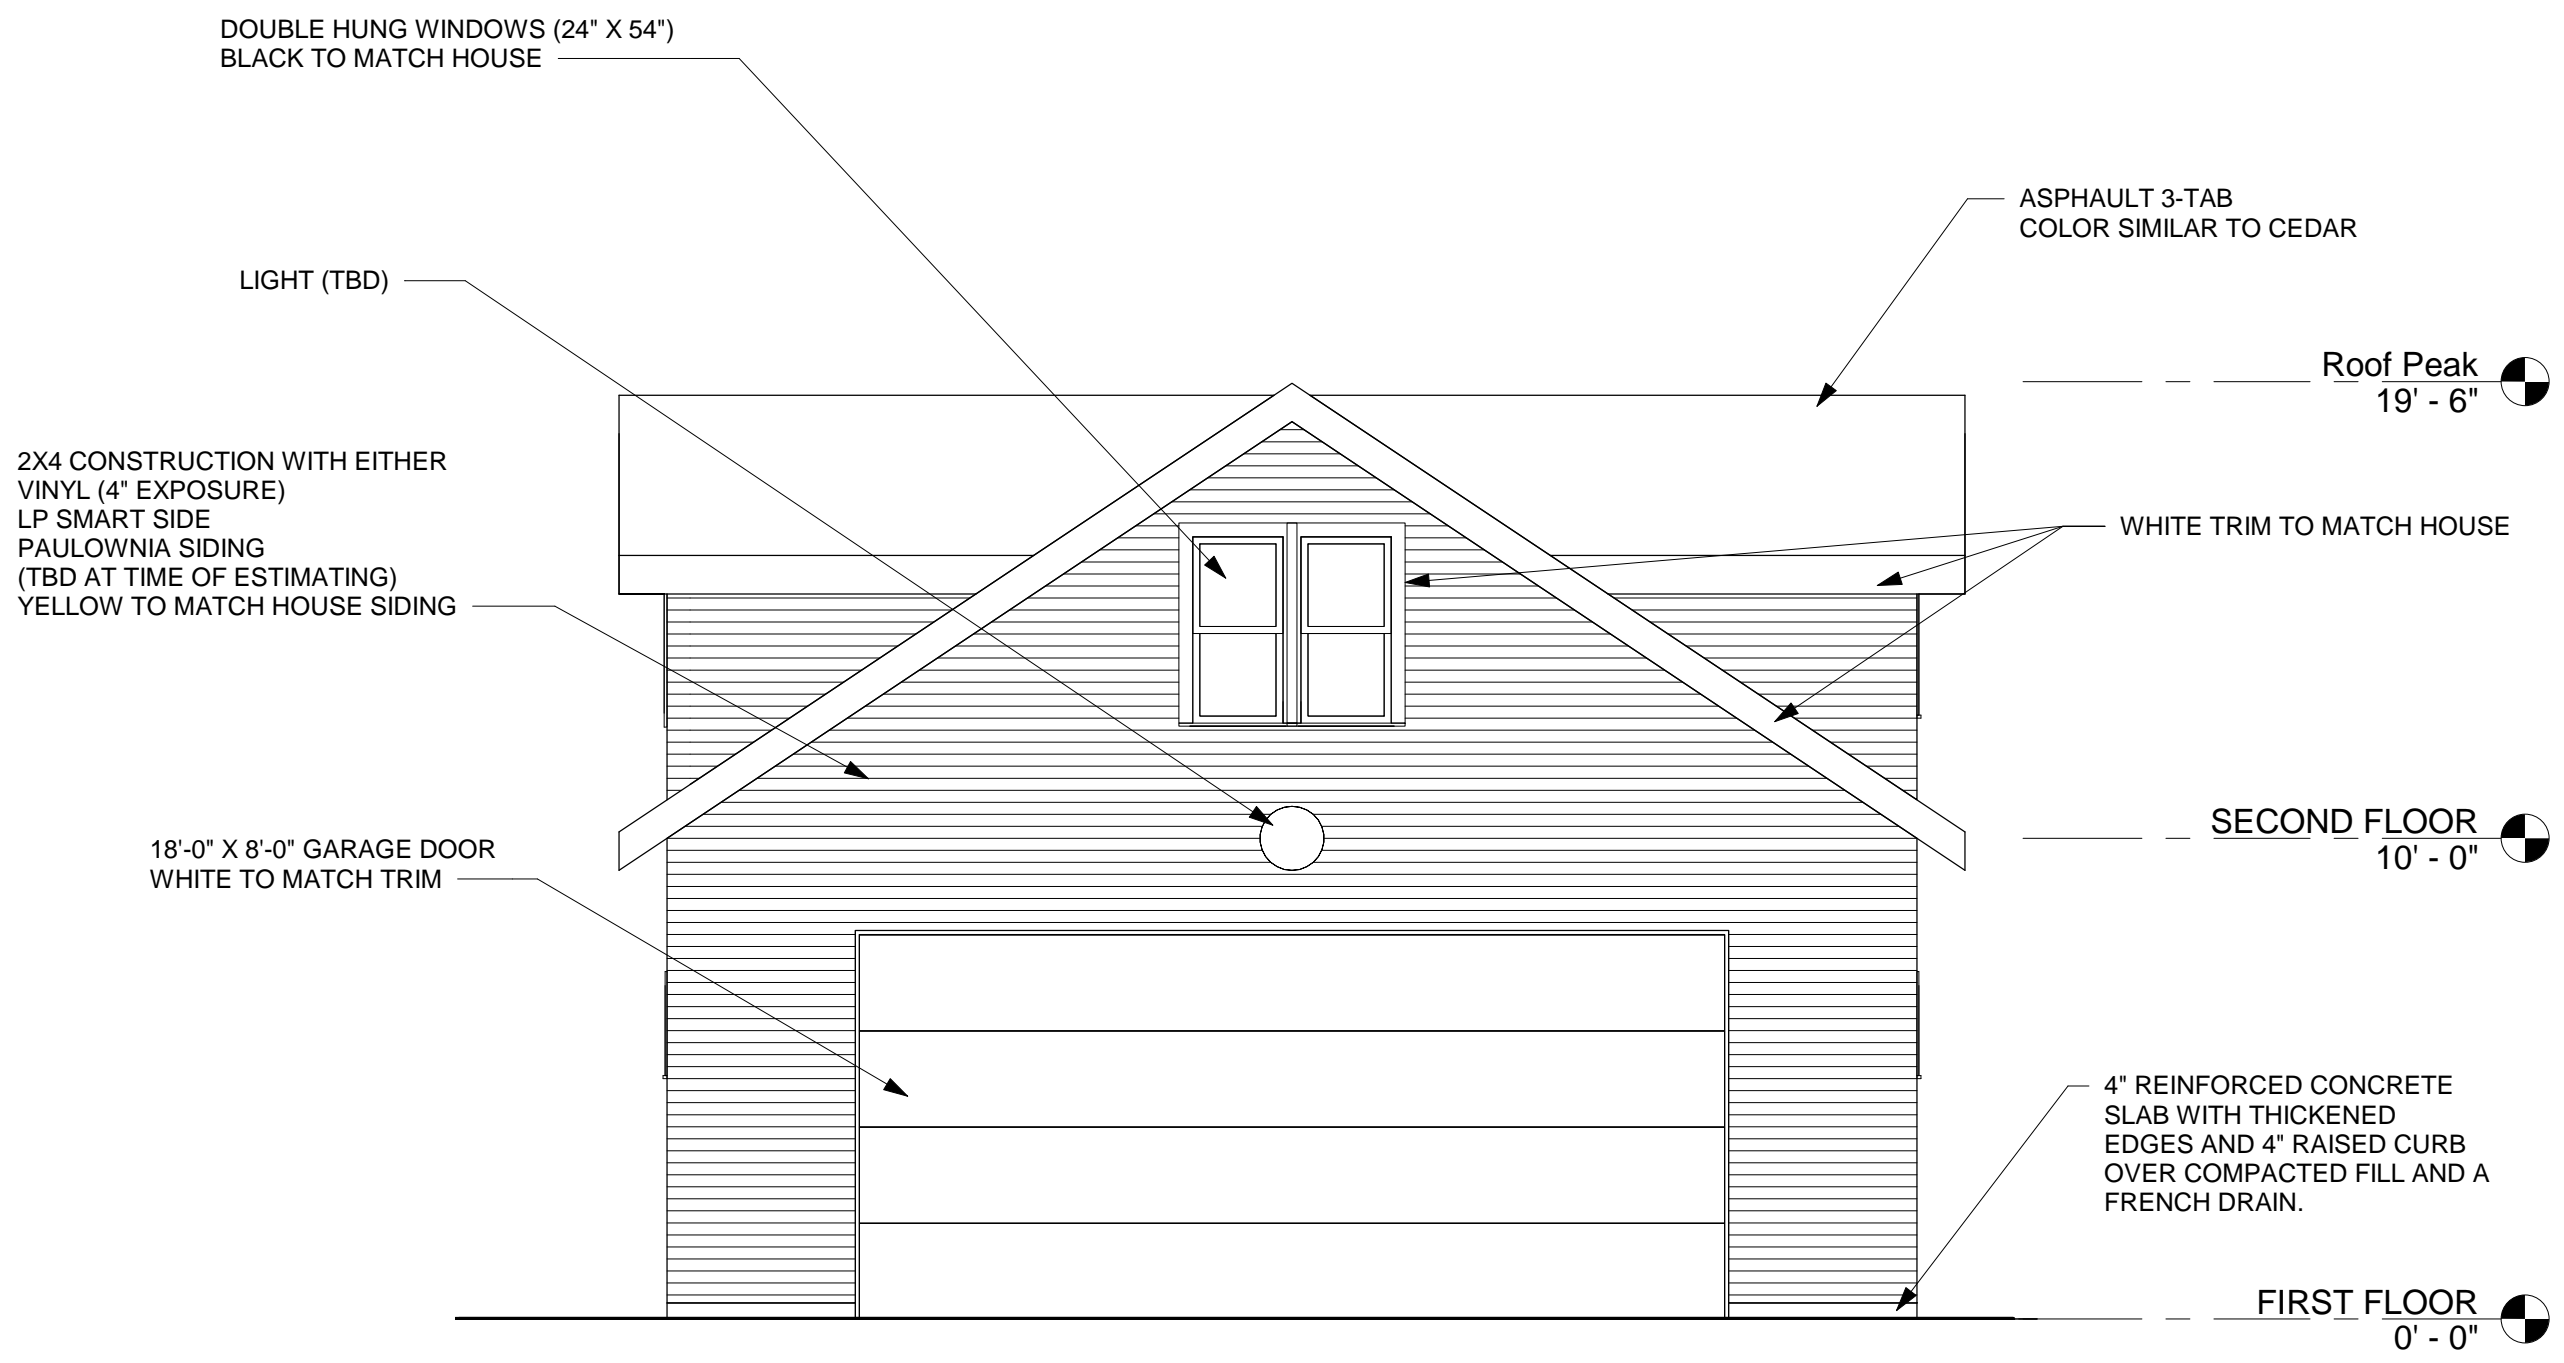 DOUBLE HUNG WINDOWS (24" X 54")
BLACK TO MATCH HOUSE
ASPHAULT 3-TAB
COLOR SIMILAR TO CEDAR
LIGHT (TBD)
Roof Peak
19' - 6"
2X4 CONSTRUCTION WITH EITHER
VINYL (4" EXPOSURE)
LP SMART SIDE
PAULOWNIA SIDING
(TBD AT TIME OF ESTIMATING)
YELLOW TO MATCH HOUSE SIDING
WHITE TRIM TO MATCH HOUSE
SECOND FLOOR
10' - 0"
18'-0" X 8'-0" GARAGE DOOR
WHITE TO MATCH TRIM
4" REINFORCED CONCRETE
SLAB WITH THICKENED
EDGES AND 4" RAISED CURB
OVER COMPACTED FILL AND A
FRENCH DRAIN.
FIRST FLOOR
0' - 0"